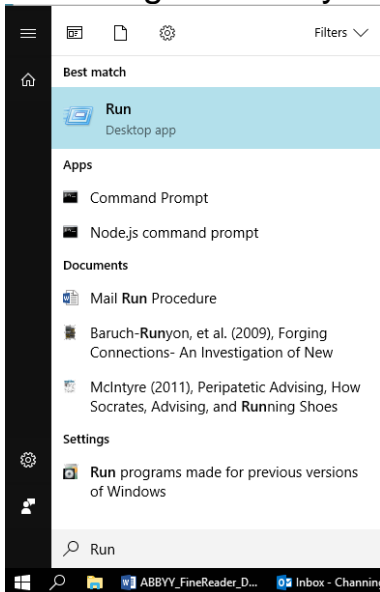 Filters
Best match
Run
Desktop app
Apps
Command Prompt
Node.js command prompt
Documents
Mail Run Procedure
Baruch-Runyon, et al. (2009), Forging
Connections- An Investigation of New
McIntyre (2011), Peripatetic Advising, How
Socrates, Advising, and Running Shoes
Settings
Run programs made for previous versions
of Windows
Run
ABBYY_FineReader_D... Inbox - Channing